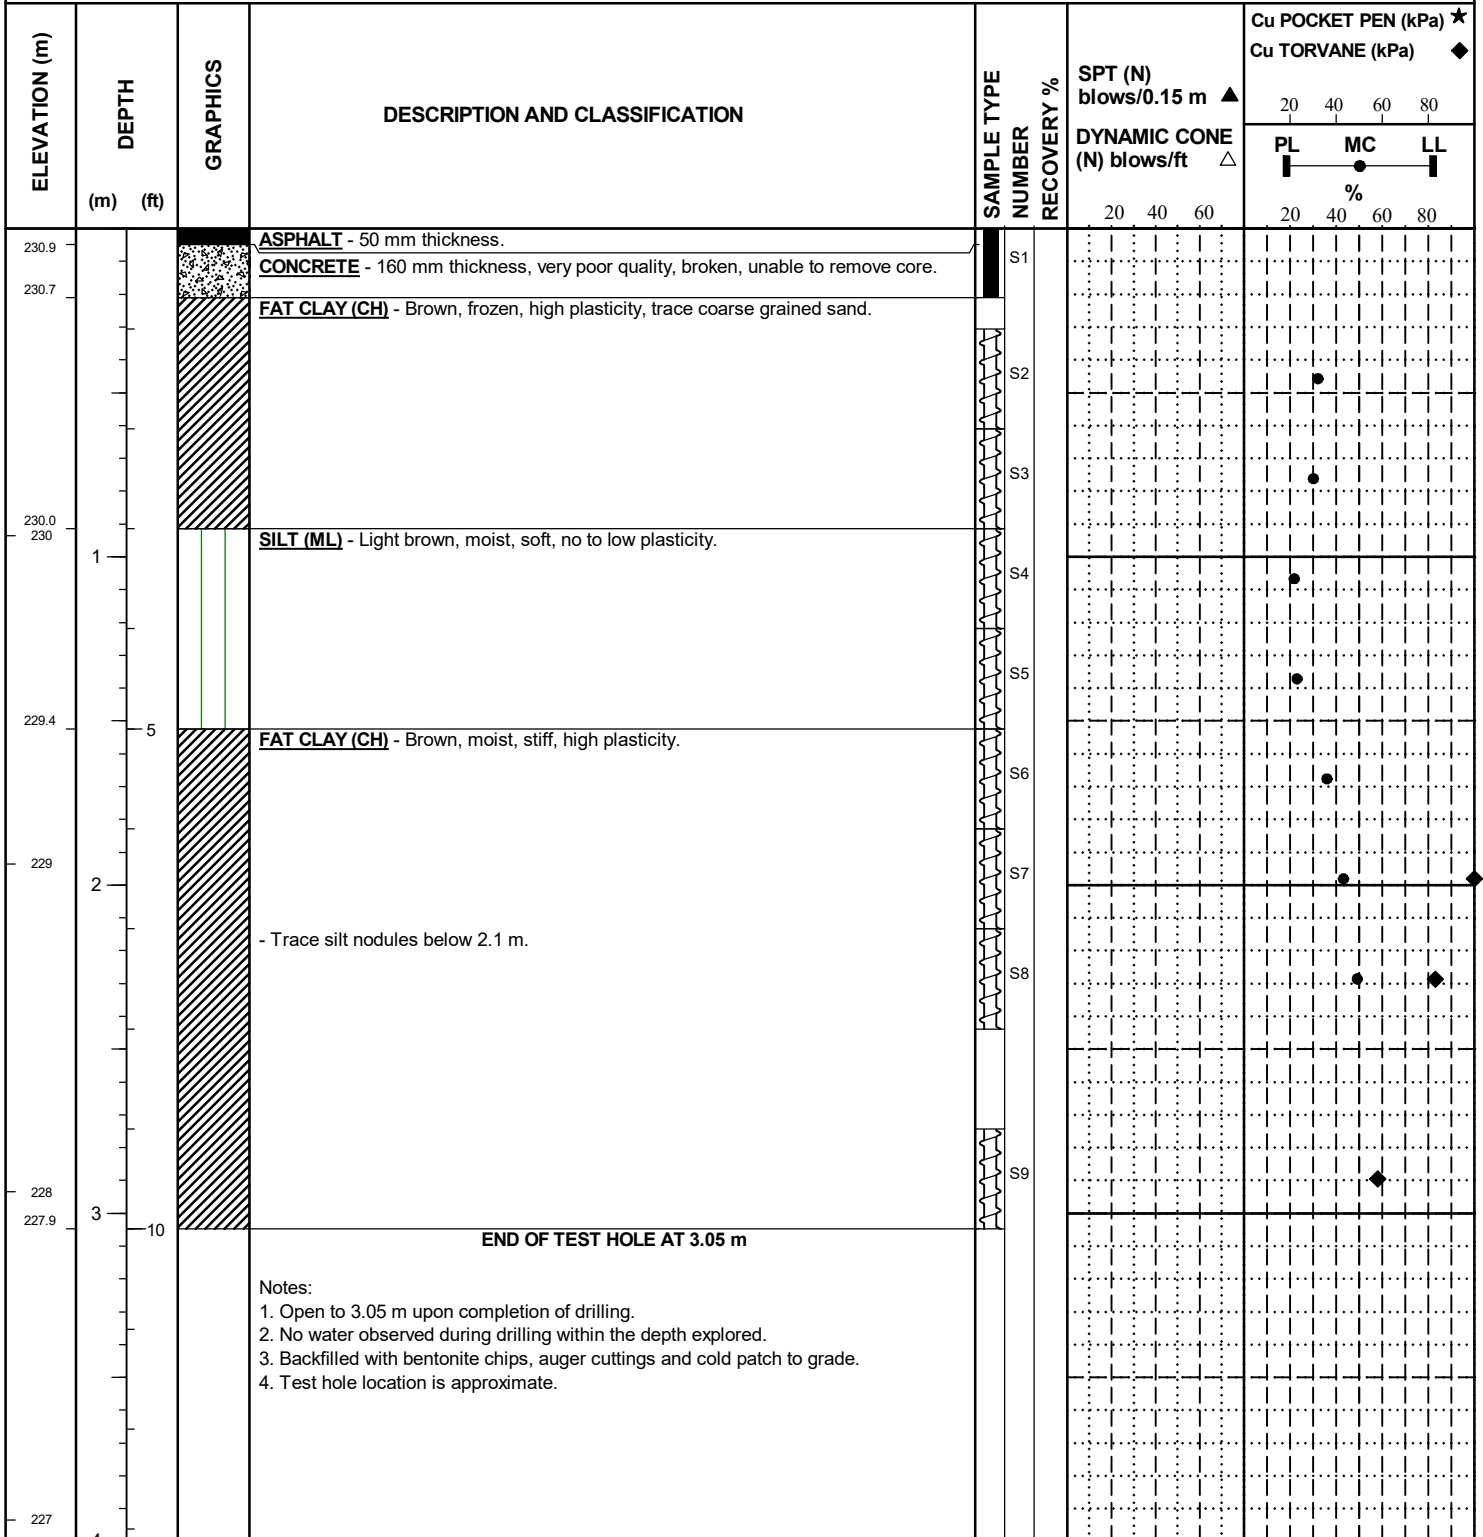 ELEVATION (m)
DEPTH
(m) (ft)
GRAPHICS
DESCRIPTION AND CLASSIFICATION
SAMPLE TYPE
NUMBER
RECOVERY %
SPT (N)
blows/0.15 m
DYNAMIC CONE
(N) blows/ft
20 40 60
Cu POCKET PEN (kPa)
Cu TORVANE (kPa)
20 40 60 80
PL MC LL
%
20 40 60 80
230.9
ASPHALT - 50 mm thickness.
S1
CONCRETE - 160 mm thickness, very poor quality, broken, unable to remove core.
230.7
FAT CLAY (CH) - Brown, frozen, high plasticity, trace coarse grained sand.
S2
S3
230.0
230
SILT (ML) - Light brown, moist, soft, no to low plasticity.
1
S4
S5
229.4
5
FAT CLAY (CH) - Brown, moist, stiff, high plasticity.
S6
229
S7
2
- Trace silt nodules below 2.1 m.
S8
S9
228
3
227.9
10
END OF TEST HOLE AT 3.05 m
Notes:
1. Open to 3.05 m upon completion of drilling.
2. No water observed during drilling within the depth explored.
3. Backfilled with bentonite chips, auger cuttings and cold patch to grade.
4. Test hole location is approximate.
227